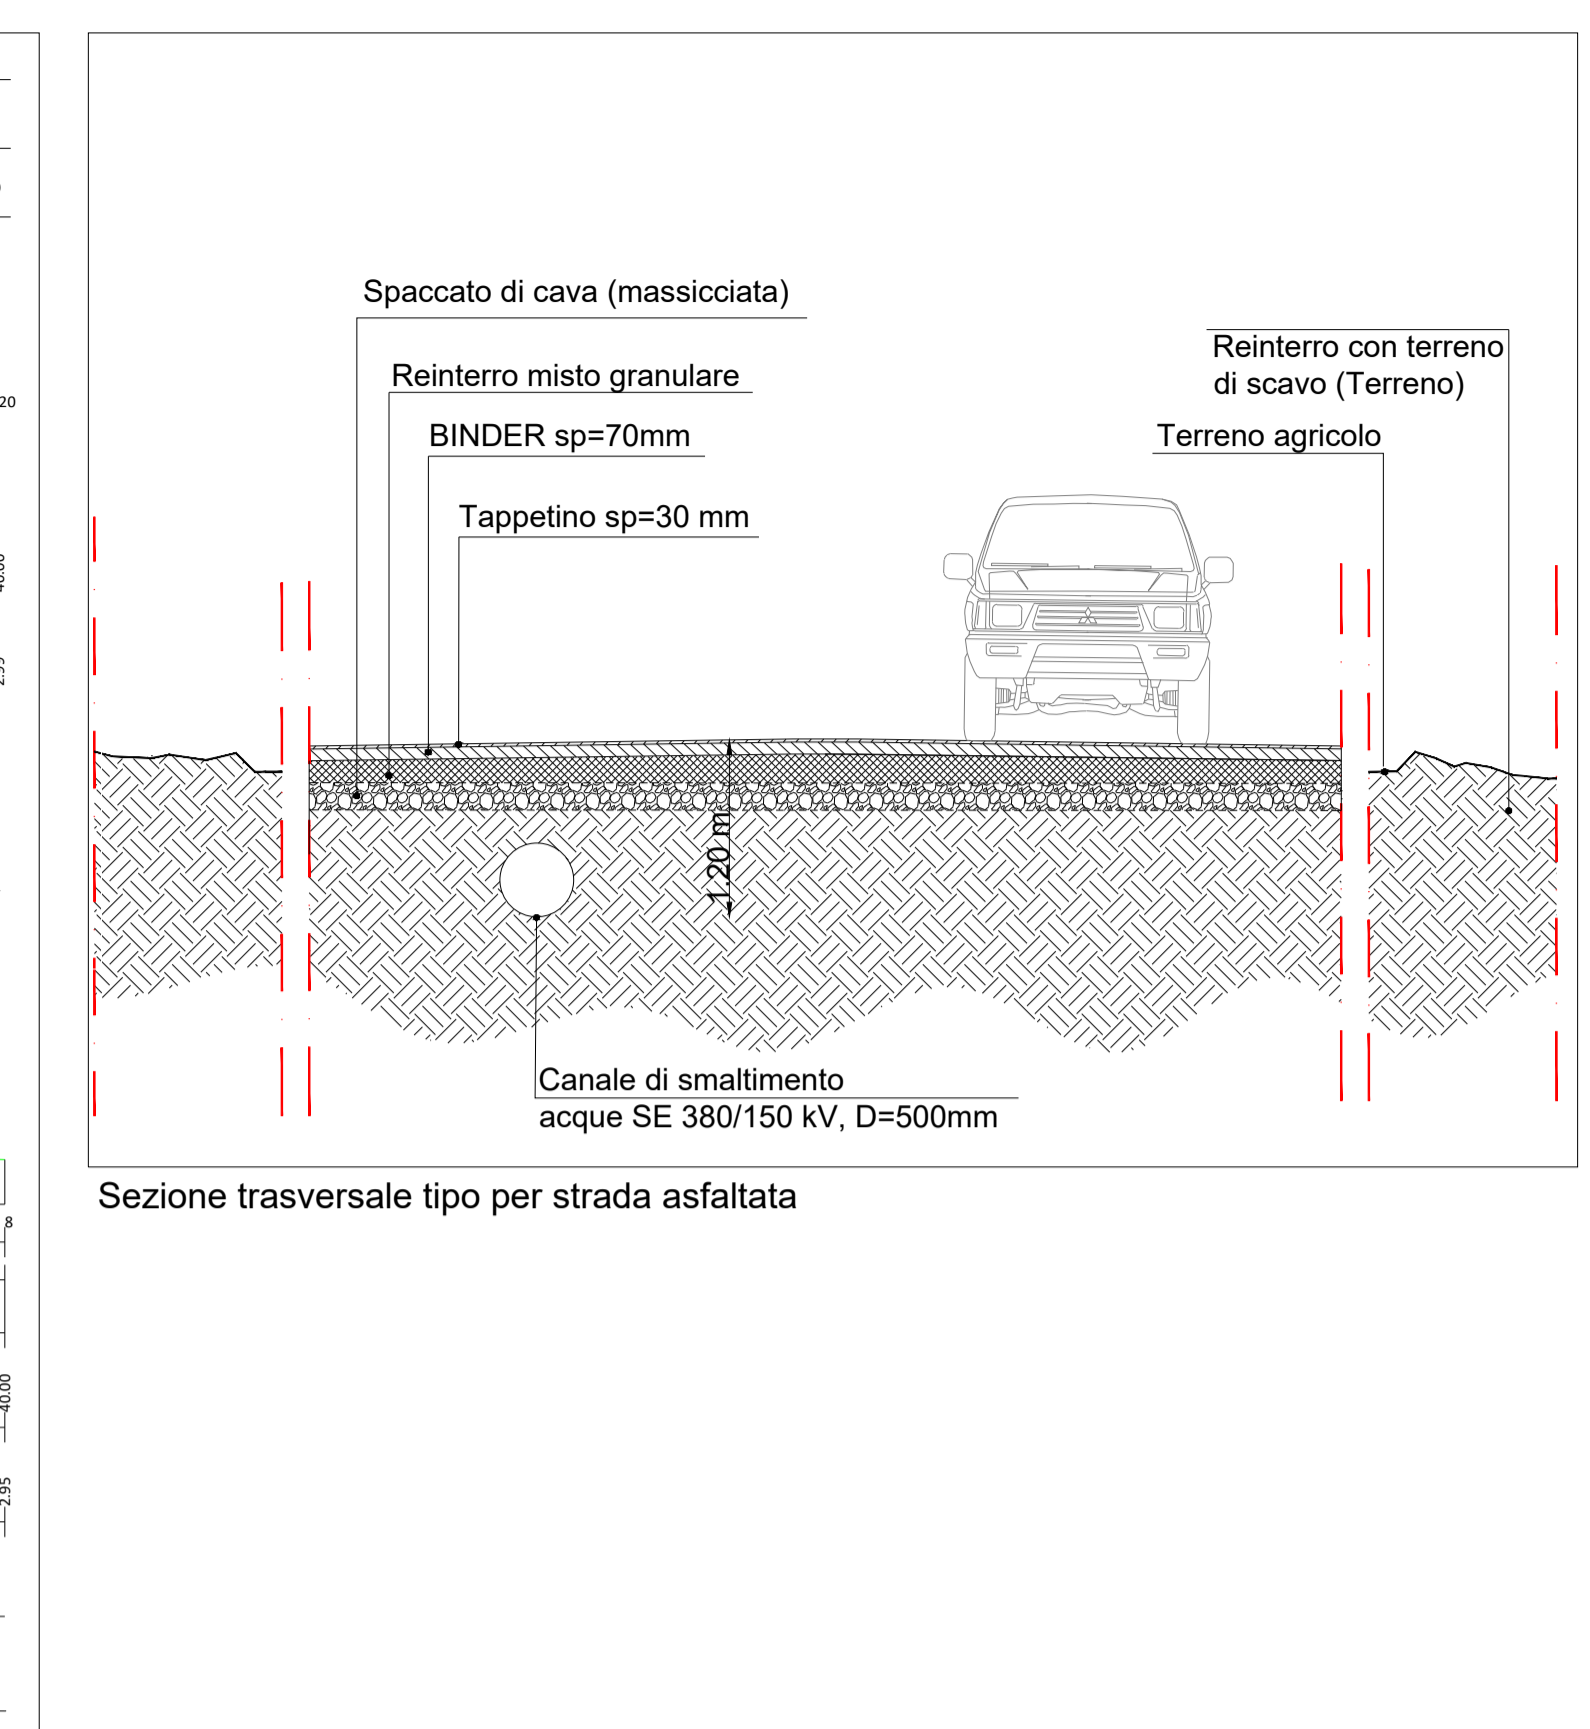 Spaccato di cava (massicciata)
Reinterro misto granulare
BINDER sp=70mm
Tappetino sp=30 mm
Reinterro con terreno
di scavo (Terreno)
Terreno agricolo
1.20 m
Canale di smaltimento
acque SE 380/150 kV, D=500mm
Sezione trasversale tipo per strada asfaltata
20
2.99
8
40.00
2.95